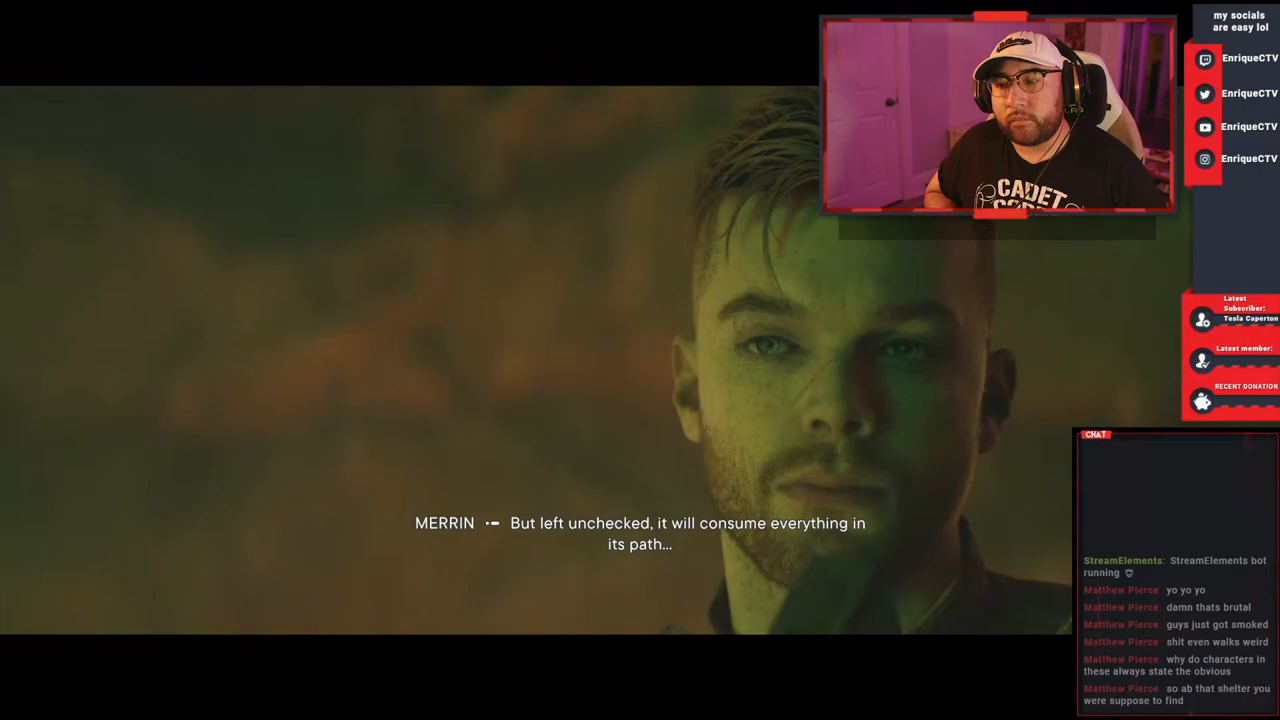 my socials
are easy lol
EnriqueCTV
EnriqueCTV
EnriqueCTV
EnriqueCTV
CADET
Latest
Subscriber:
Tesla Caperton
Latest member:
RECENT DONATION
MERRIN But left unchecked, it will consume everything in
its path...
CHAT
StreamElements: StreamElements bot
running
Matthew Pierce: yo yo yo
Matthew Pierce: damn thats brutal
Matthew Pierce: guys just got smoked
Matthew Pierce: shit even walks weird
Matthew Pierce: why do characters in
these always state the obvious
Matthew Pierce: so ab that shelter you
were suppose to find